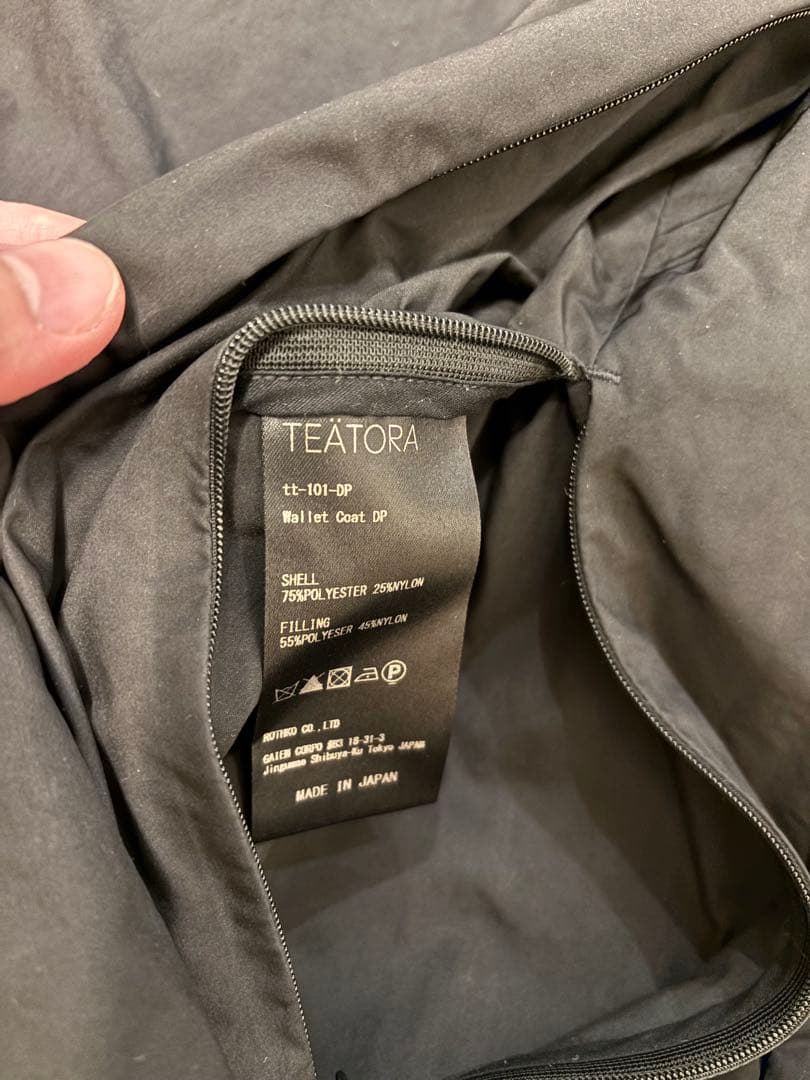 TEÄTORA
tt-101-DP
Wallet Coat DP
SHELL
75%POLYESTER 25%NYLON
FILLING
55%POLYESER 45%NYLON
P
ROTHKO CO.,LTD
GAIEN CORPO 18-31-3
Jingumae Shibuya-Ku Tokyo JAPAN
MADE IN JAPAN